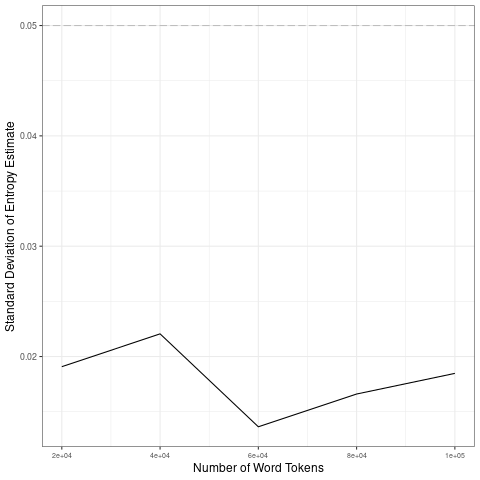 Standard Deviation of Entropy Estimate
0.05
0.04
0.03
0.02
2e+04 4e+04 6e+04 8e+04 1e+05
Number of Word Tokens